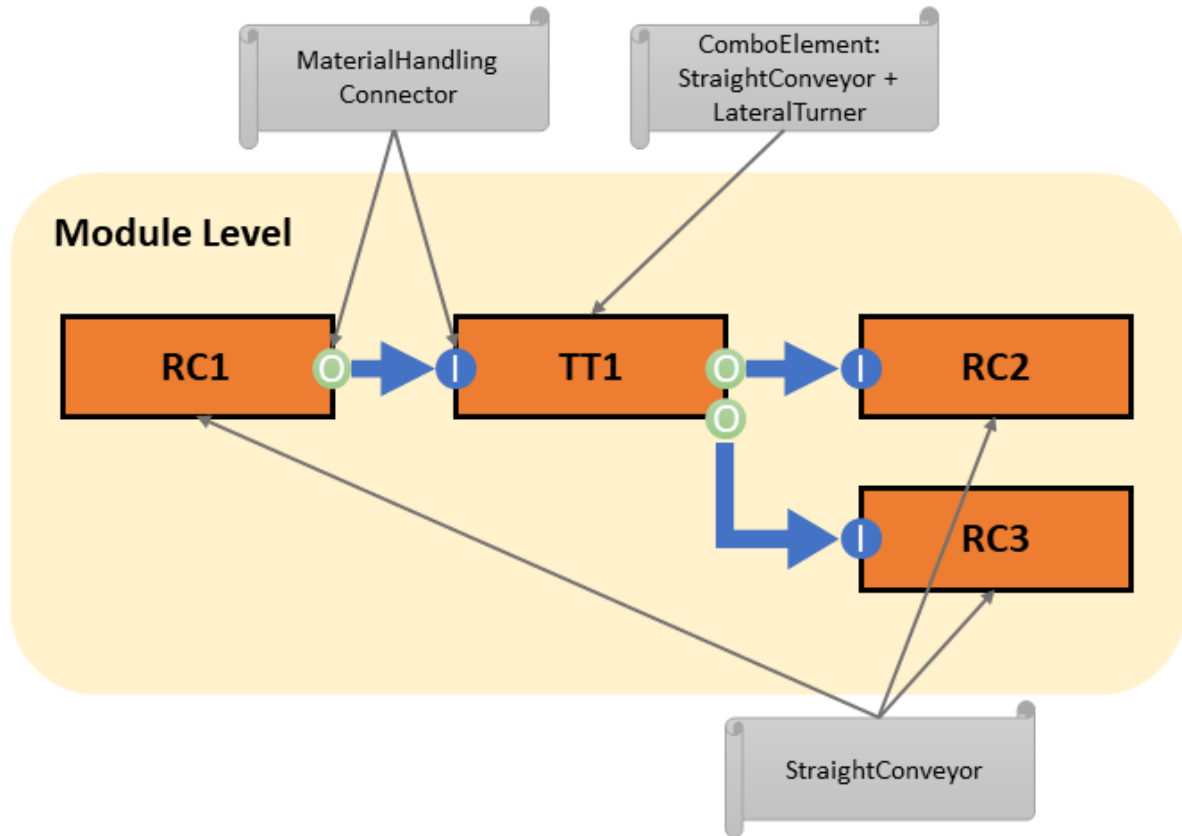 MaterialHandling
Connector
ComboElement:
StraightConveyor +
LateralTurner
Module Level
RC1
O
I
TT1
O
O
I
RC2
I
RC3
StraightConveyor